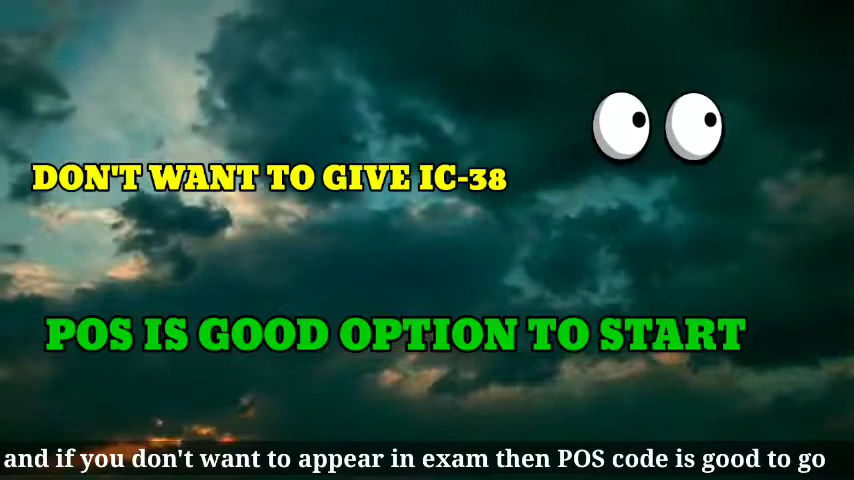 DON'T WANT TO GIVE IC-38
POS IS GOOD OPTION TO START
and if you don't want to appear in exam then POS code is good to go